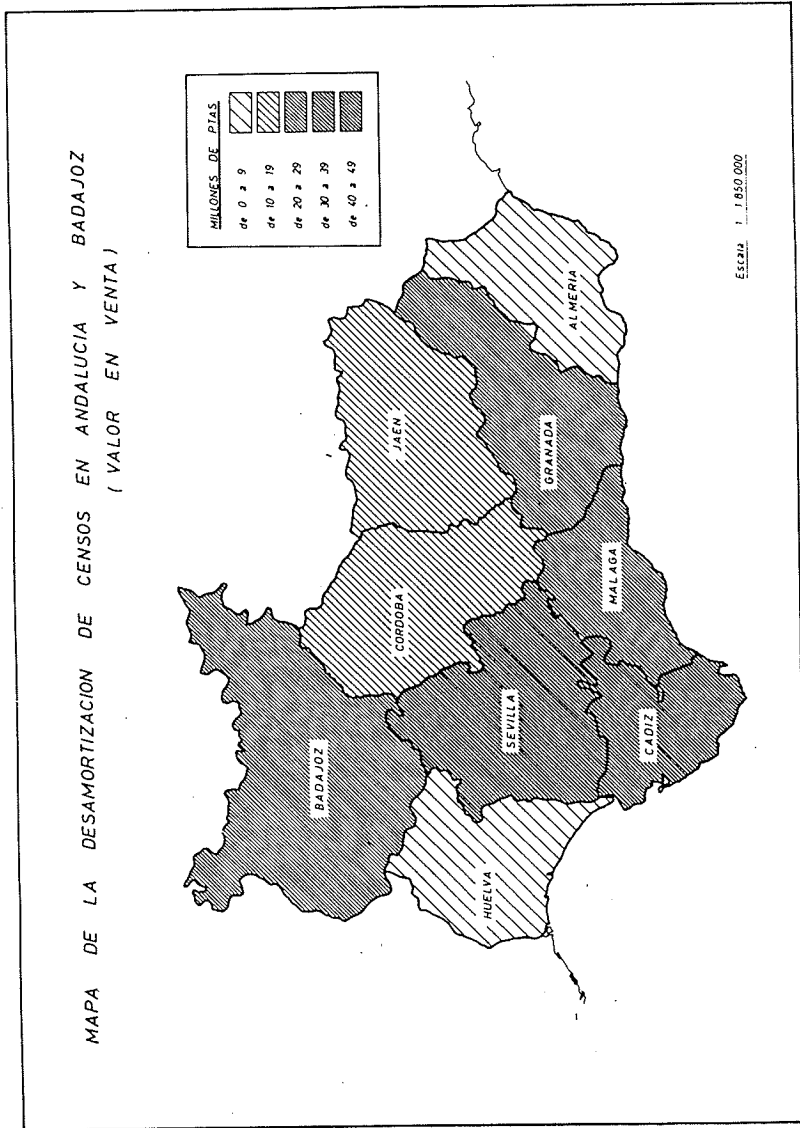 MAPA DE LA DESAMORTIZACION DE CENSOS EN ANDALUCIA Y BADAJOZ
( VALOR EN VENTA )
MILLONES DE PTAS
de 0 a 9
de 10 a 19
de 20 a 29
de 30 a 39
de 40 a 49
BADAJOZ
CORDOBA
JAEN
HUELVA
SEVILLA
GRANADA
ALMERIA
CADIZ
MALAGA
Escala 1 1 850 000